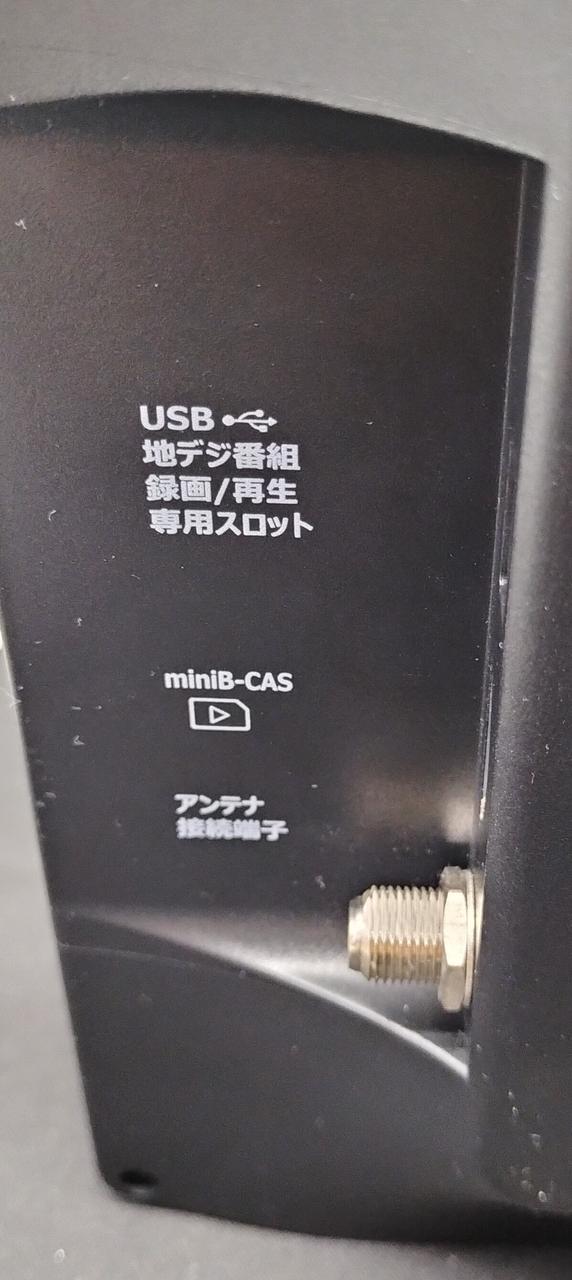 USB
地デジ番組
録画/再生
専用スロット
miniB-CAS
アンテナ
接続端子